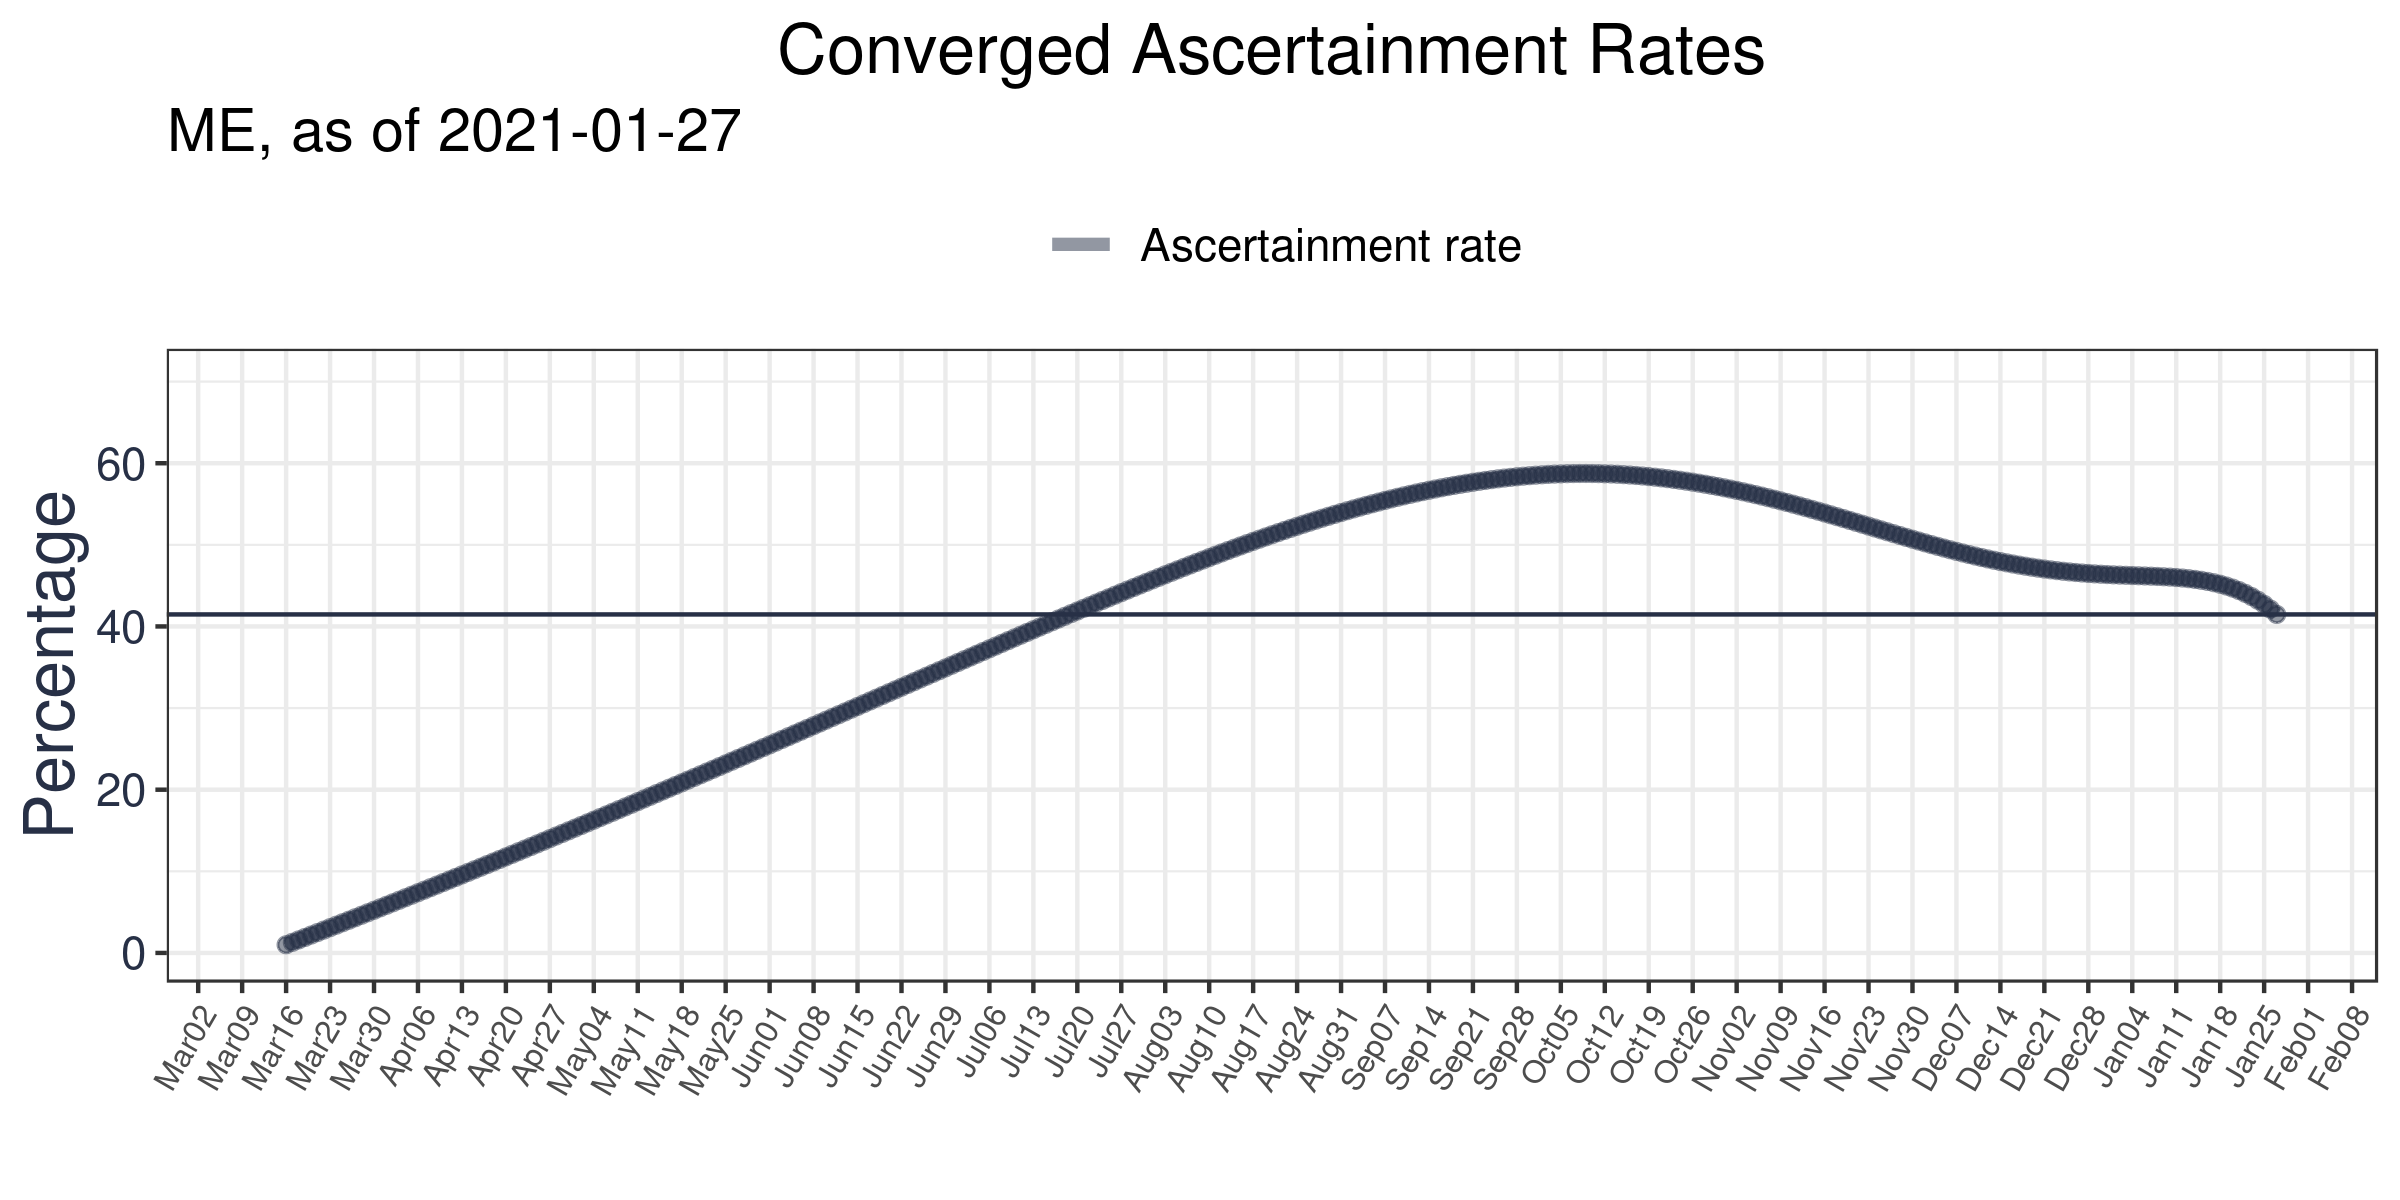 Converged Ascertainment Rates
ME, as of 2021-01-27
Ascertainment rate
Percentage
60
40
20
0
Mar02
Mar09
Mar16
Mar23
Mar30
Apr06
Apr13
Apr20
Apr27
May04
May11
May18
May25
Jun01
Jun08
Jun15
Jun22
Jun29
Jul06
Jul13
Jul20
Jul27
Aug03
Aug10
Aug17
Aug24
Aug31
Sep07
Sep14
Sep21
Sep28
Oct05
Oct12
Oct19
Oct26
Nov02
Nov09
Nov16
Nov23
Nov30
Dec07
Dec14
Dec21
Dec28
Jan04
Jan11
Jan18
Jan25
Feb01
Feb08